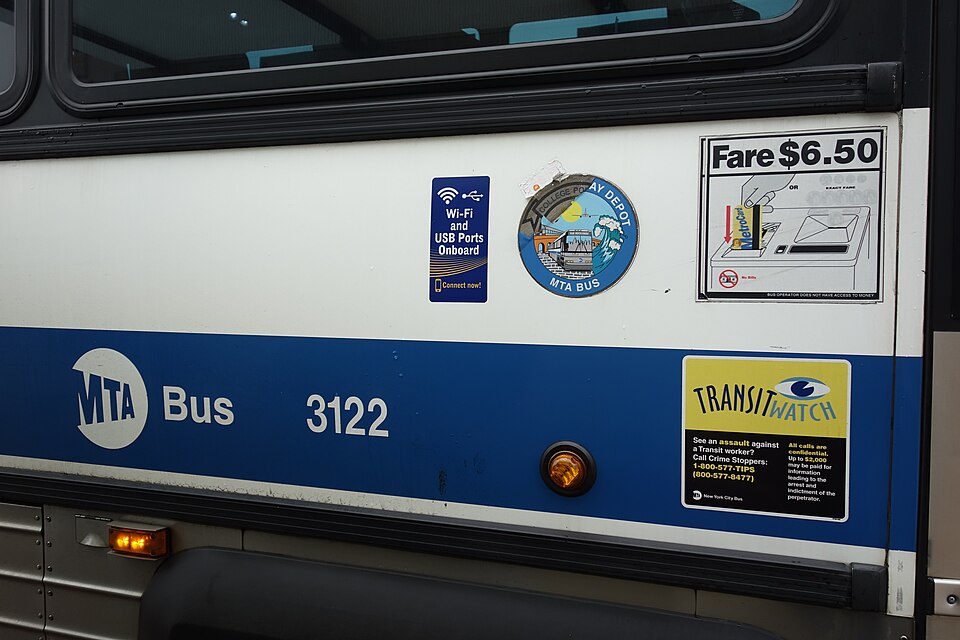 Fare $6.50
OR
EXACT FARE
MetroCard
No Bills
BUS OPERATOR DOES NOT HAVE ACCESS TO MONEY
Wi-Fi
and
USB Ports
Onboard
Connect now!
COLLEGE PO
AY DEPOT
MTA BUS
MTA Bus
3122
TRANSITWATCH
See an assault against
a Transit worker?
Call Crime Stoppers:
1-800-577-TIPS
(800-577-8477)
MTA New York City Bus
All calls are
confidential.
Up to $2,000
may be paid for
information
leading to the
arrest and
indictment of the
perpetrator.